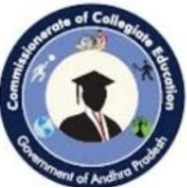 Commissionerate of Collegiate Education
Government of Andhra Pradesh